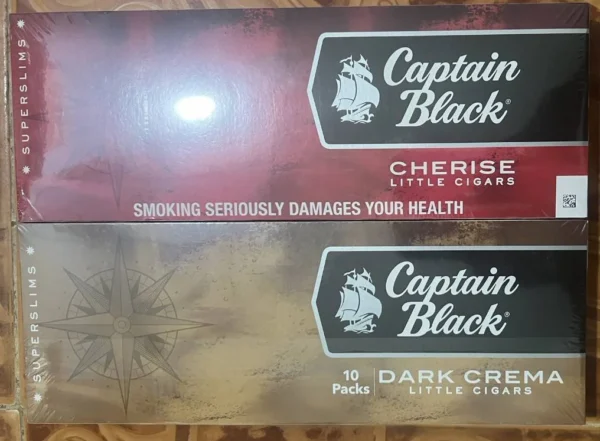 SUPERSLIMS
Captain
Black®
CHERISE
LITTLE CIGARS
SMOKING SERIOUSLY DAMAGES YOUR HEALTH
SUPERSLIMS
Captain
Black®
10
Packs
DARK CREMA
LITTLE CIGARS